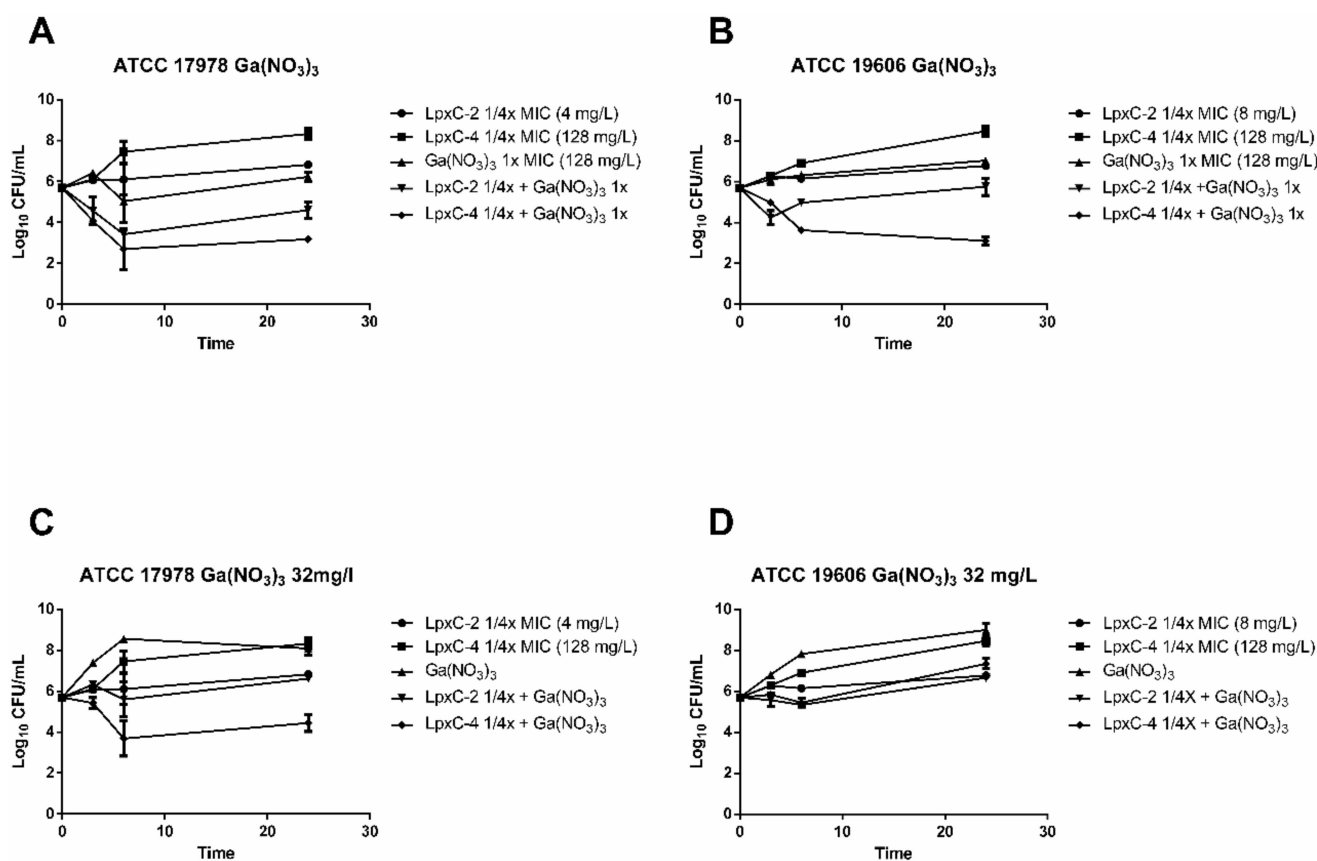 A
ATCC 17978 Ga(NO₃)₃
Log₁₀ CFU/mL
10
8
6
4
2
0
0 10 20 30
Time
LpxC-2 1/4x MIC (4 mg/L)
LpxC-4 1/4x MIC (128 mg/L)
Ga(NO₃)₃ 1x MIC (128 mg/L)
LpxC-2 1/4x + Ga(NO₃)₃ 1x
LpxC-4 1/4x + Ga(NO₃)₃ 1x
B
ATCC 19606 Ga(NO₃)₃
Log₁₀ CFU/mL
10
8
6
4
2
0
0 10 20 30
Time
LpxC-2 1/4x MIC (8 mg/L)
LpxC-4 1/4x MIC (128 mg/L)
Ga(NO₃)₃ 1x MIC (128 mg/L)
LpxC-2 1/4x +Ga(NO₃)₃ 1x
LpxC-4 1/4x + Ga(NO₃)₃ 1x
C
ATCC 17978 Ga(NO₃)₃ 32mg/l
Log₁₀ CFU/mL
10
8
6
4
2
0
0 10 20 30
Time
LpxC-2 1/4x MIC (4 mg/L)
LpxC-4 1/4x MIC (128 mg/L)
Ga(NO₃)₃
LpxC-2 1/4x + Ga(NO₃)₃
LpxC-4 1/4x + Ga(NO₃)₃
D
ATCC 19606 Ga(NO₃)₃ 32 mg/L
Log₁₀ CFU/mL
10
8
6
4
2
0
0 10 20 30
Time
LpxC-2 1/4x MIC (8 mg/L)
LpxC-4 1/4x MIC (128 mg/L)
Ga(NO₃)₃
LpxC-2 1/4X + Ga(NO₃)₃
LpxC-4 1/4X + Ga(NO₃)₃